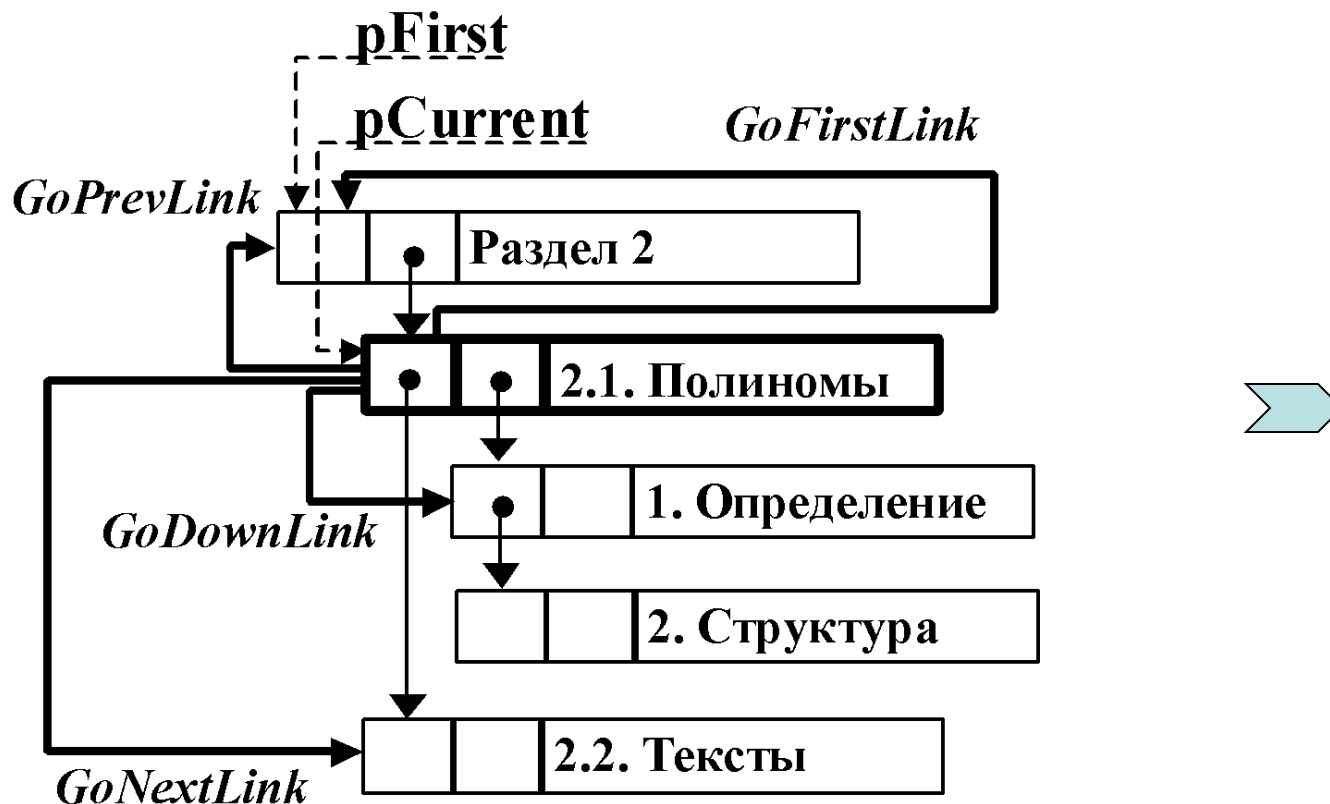 pFirst
pCurrent
GoFirstLink
GoPrevLink
Раздел 2
2.1. Полиномы
1. Определение
GoDownLink
2. Структура
2.2. Тексты
GoNextLink